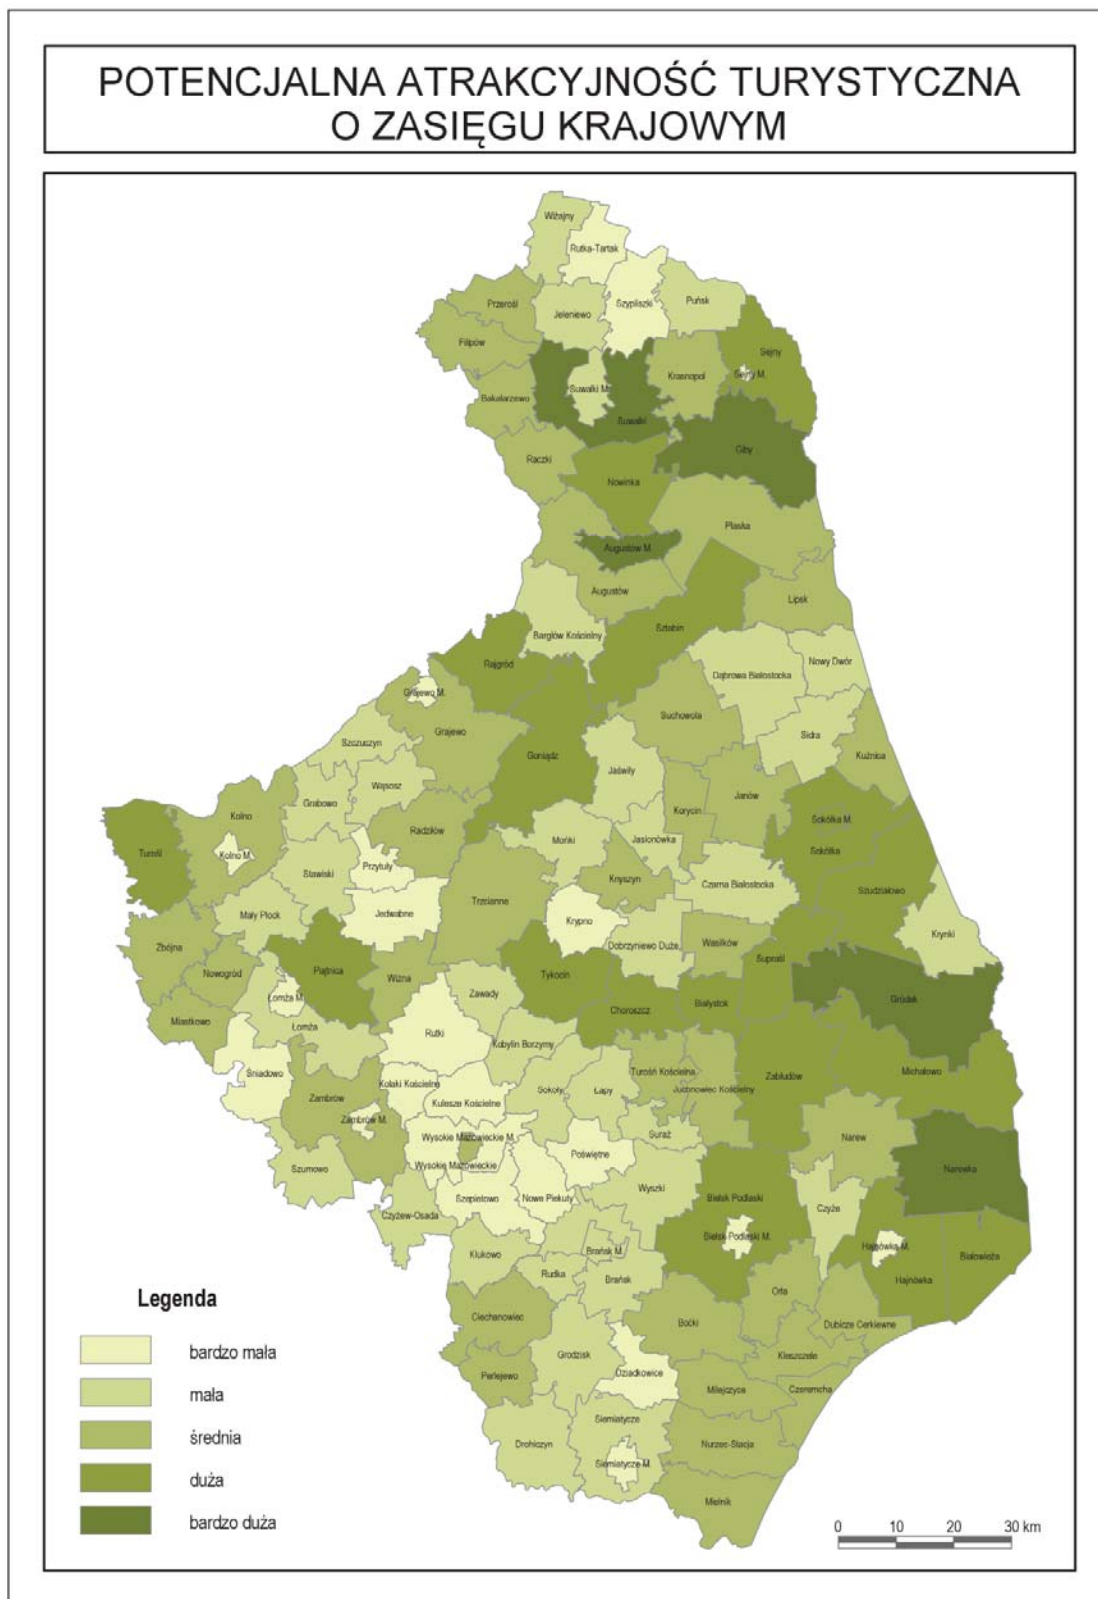 POTENCJALNA ATRAKCYJNOŚĆ TURYSTYCZNA
O ZASIĘGU KRAJOWYM
Wiżajny
Rutka-Tartak
Szypliszki
Puńsk
Przerośl
Jeleniewo
Filipów
Sejny
Sejny M.
Krasnopol
Suwałki M.
Bakałarzewo
Suwałki
Giby
Raczki
Nowinka
Płaska
Augustów M.
Augustów
Lipsk
Sztabin
Bargłów Kościelny
Nowy Dwór
Rajgród
Dąbrowa Białostocka
Grajewo M.
Suchowola
Grajewo
Sidra
Szczuczyn
Kuźnica
Goniądz
Jaświły
Wąsosz
Janów
Grabowo
Korycin
Kolno
Sokółka M.
Radziłów
Mońki
Jasionówka
Turośl
Kolno M.
Sokółka
Przytuły
Stawiski
Knyszyn
Czarna Białostocka
Szudziałowo
Trzcianne
Mały Płock
Jedwabne
Krypno
Krynki
Zbójna
Dobrzyniewo Duże
Wasilków
Supraśl
Nowogród
Piątnica
Wizna
Tykocin
Zawady
Gródek
Łomża M.
Choroszcz
Białystok
Miastkowo
Łomża
Rutki
Kobylin Borzymy
Michałowo
Śniadowo
Turośń Kościelna
Zabłudów
Kołaki Kościelne
Sokoły
Łapy
Juchnowiec Kościelny
Zambrów
Kulesze Kościelne
Zambrów M.
Suraż
Wysokie Mazowieckie M.
Narew
Poświętne
Wysokie Mazowieckie
Narewka
Szumowo
Wyszki
Szepietowo
Nowe Piekuty
Bielsk Podlaski
Czyże
Czyżew-Osada
Bielsk Podlaski M.
Hajnówka M.
Klukowo
Brańsk M.
Białowieża
Rudka
Brańsk
Hajnówka
Orla
Ciechanowiec
Boćki
Dubicze Cerkiewne
Grodzisk
Kleszczele
Perlejewo
Dziadkowice
Milejczyce
Czeremcha
Siemiatycze
Drohiczyn
Nurzec-Stacja
Siemiatycze M.
Mielnik
Legenda
bardzo mała
mała
średnia
duża
bardzo duża
0 10 20 30 km